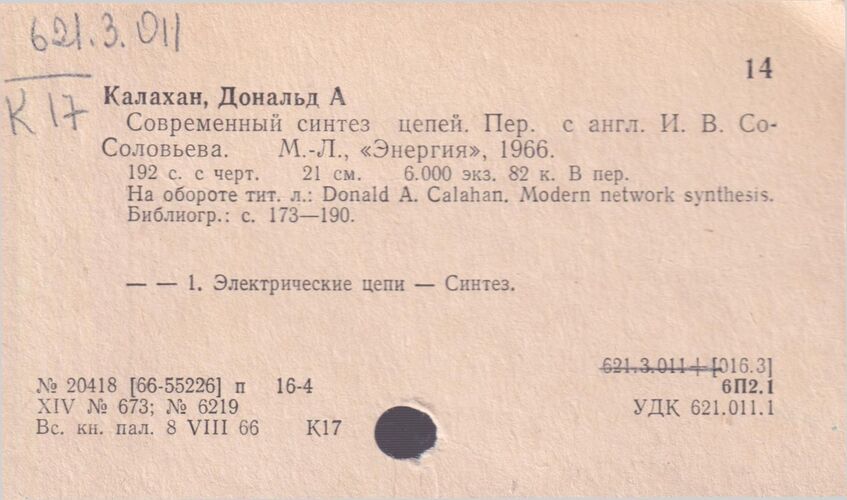 621.3.011
К 17
14
Калахан, Дональд А
Современный синтез цепей. Пер. с англ. И. В. Со-
Соловьева. М.-Л., «Энергия», 1966.
192 с. с черт. 21 см. 6.000 экз. 82 к. В пер.
На обороте тит. л.: Donald A. Calahan. Modern network synthesis.
Библиогр.: с. 173—190.
— — 1. Электрические цепи — Синтез.
621.3.011+[016.3]
№ 20418 [66-55226] п 16-4 6П2.1
XIV № 673; № 6219 УДК 621.011.1
Вс. кн. пал. 8 VIII 66 К17